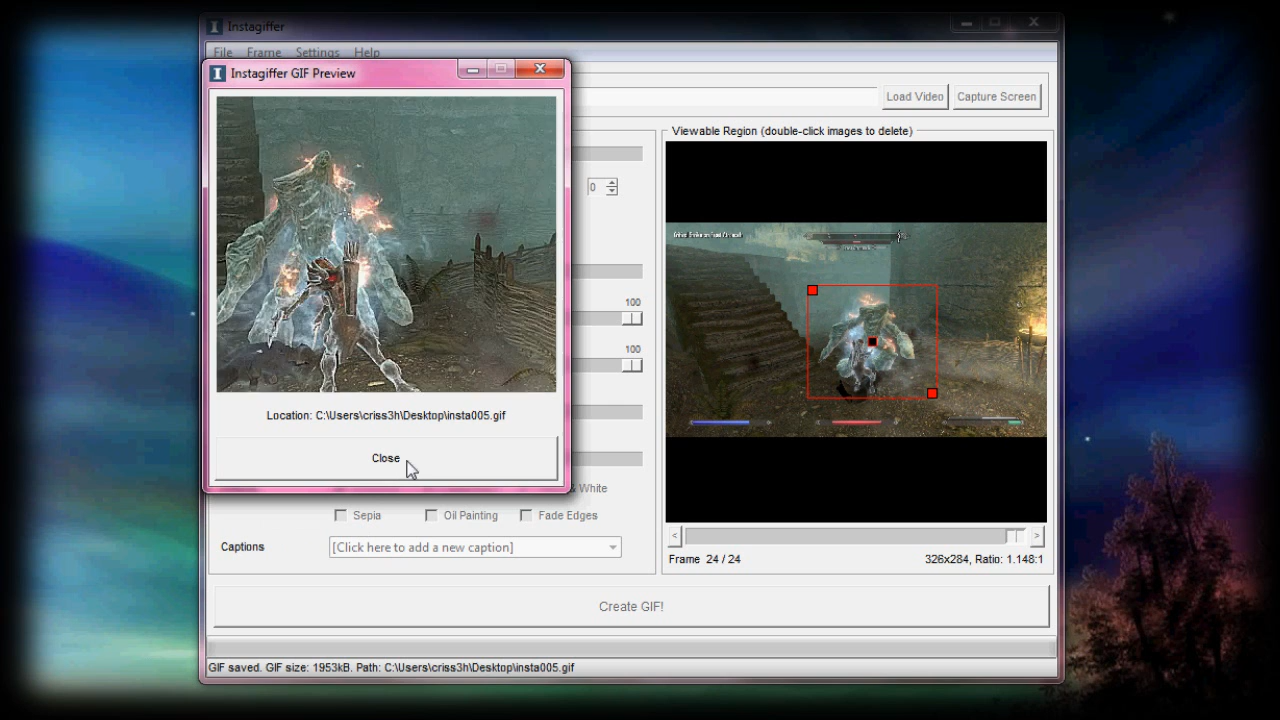 Instagiffer
File Frame Settings Help
Instagiffer GIF Preview
Load Video Capture Screen
Viewable Region (double-click images to delete)
0
100
100
Location: C:\Users\criss3h\Desktop\insta005.gif
Close
& White
Sepia Oil Painting Fade Edges
Captions [Click here to add a new caption]
< >
Frame 24 / 24 326x284, Ratio: 1.148:1
Create GIF!
GIF saved. GIF size: 1953kB. Path: C:\Users\criss3h\Desktop\insta005.gif